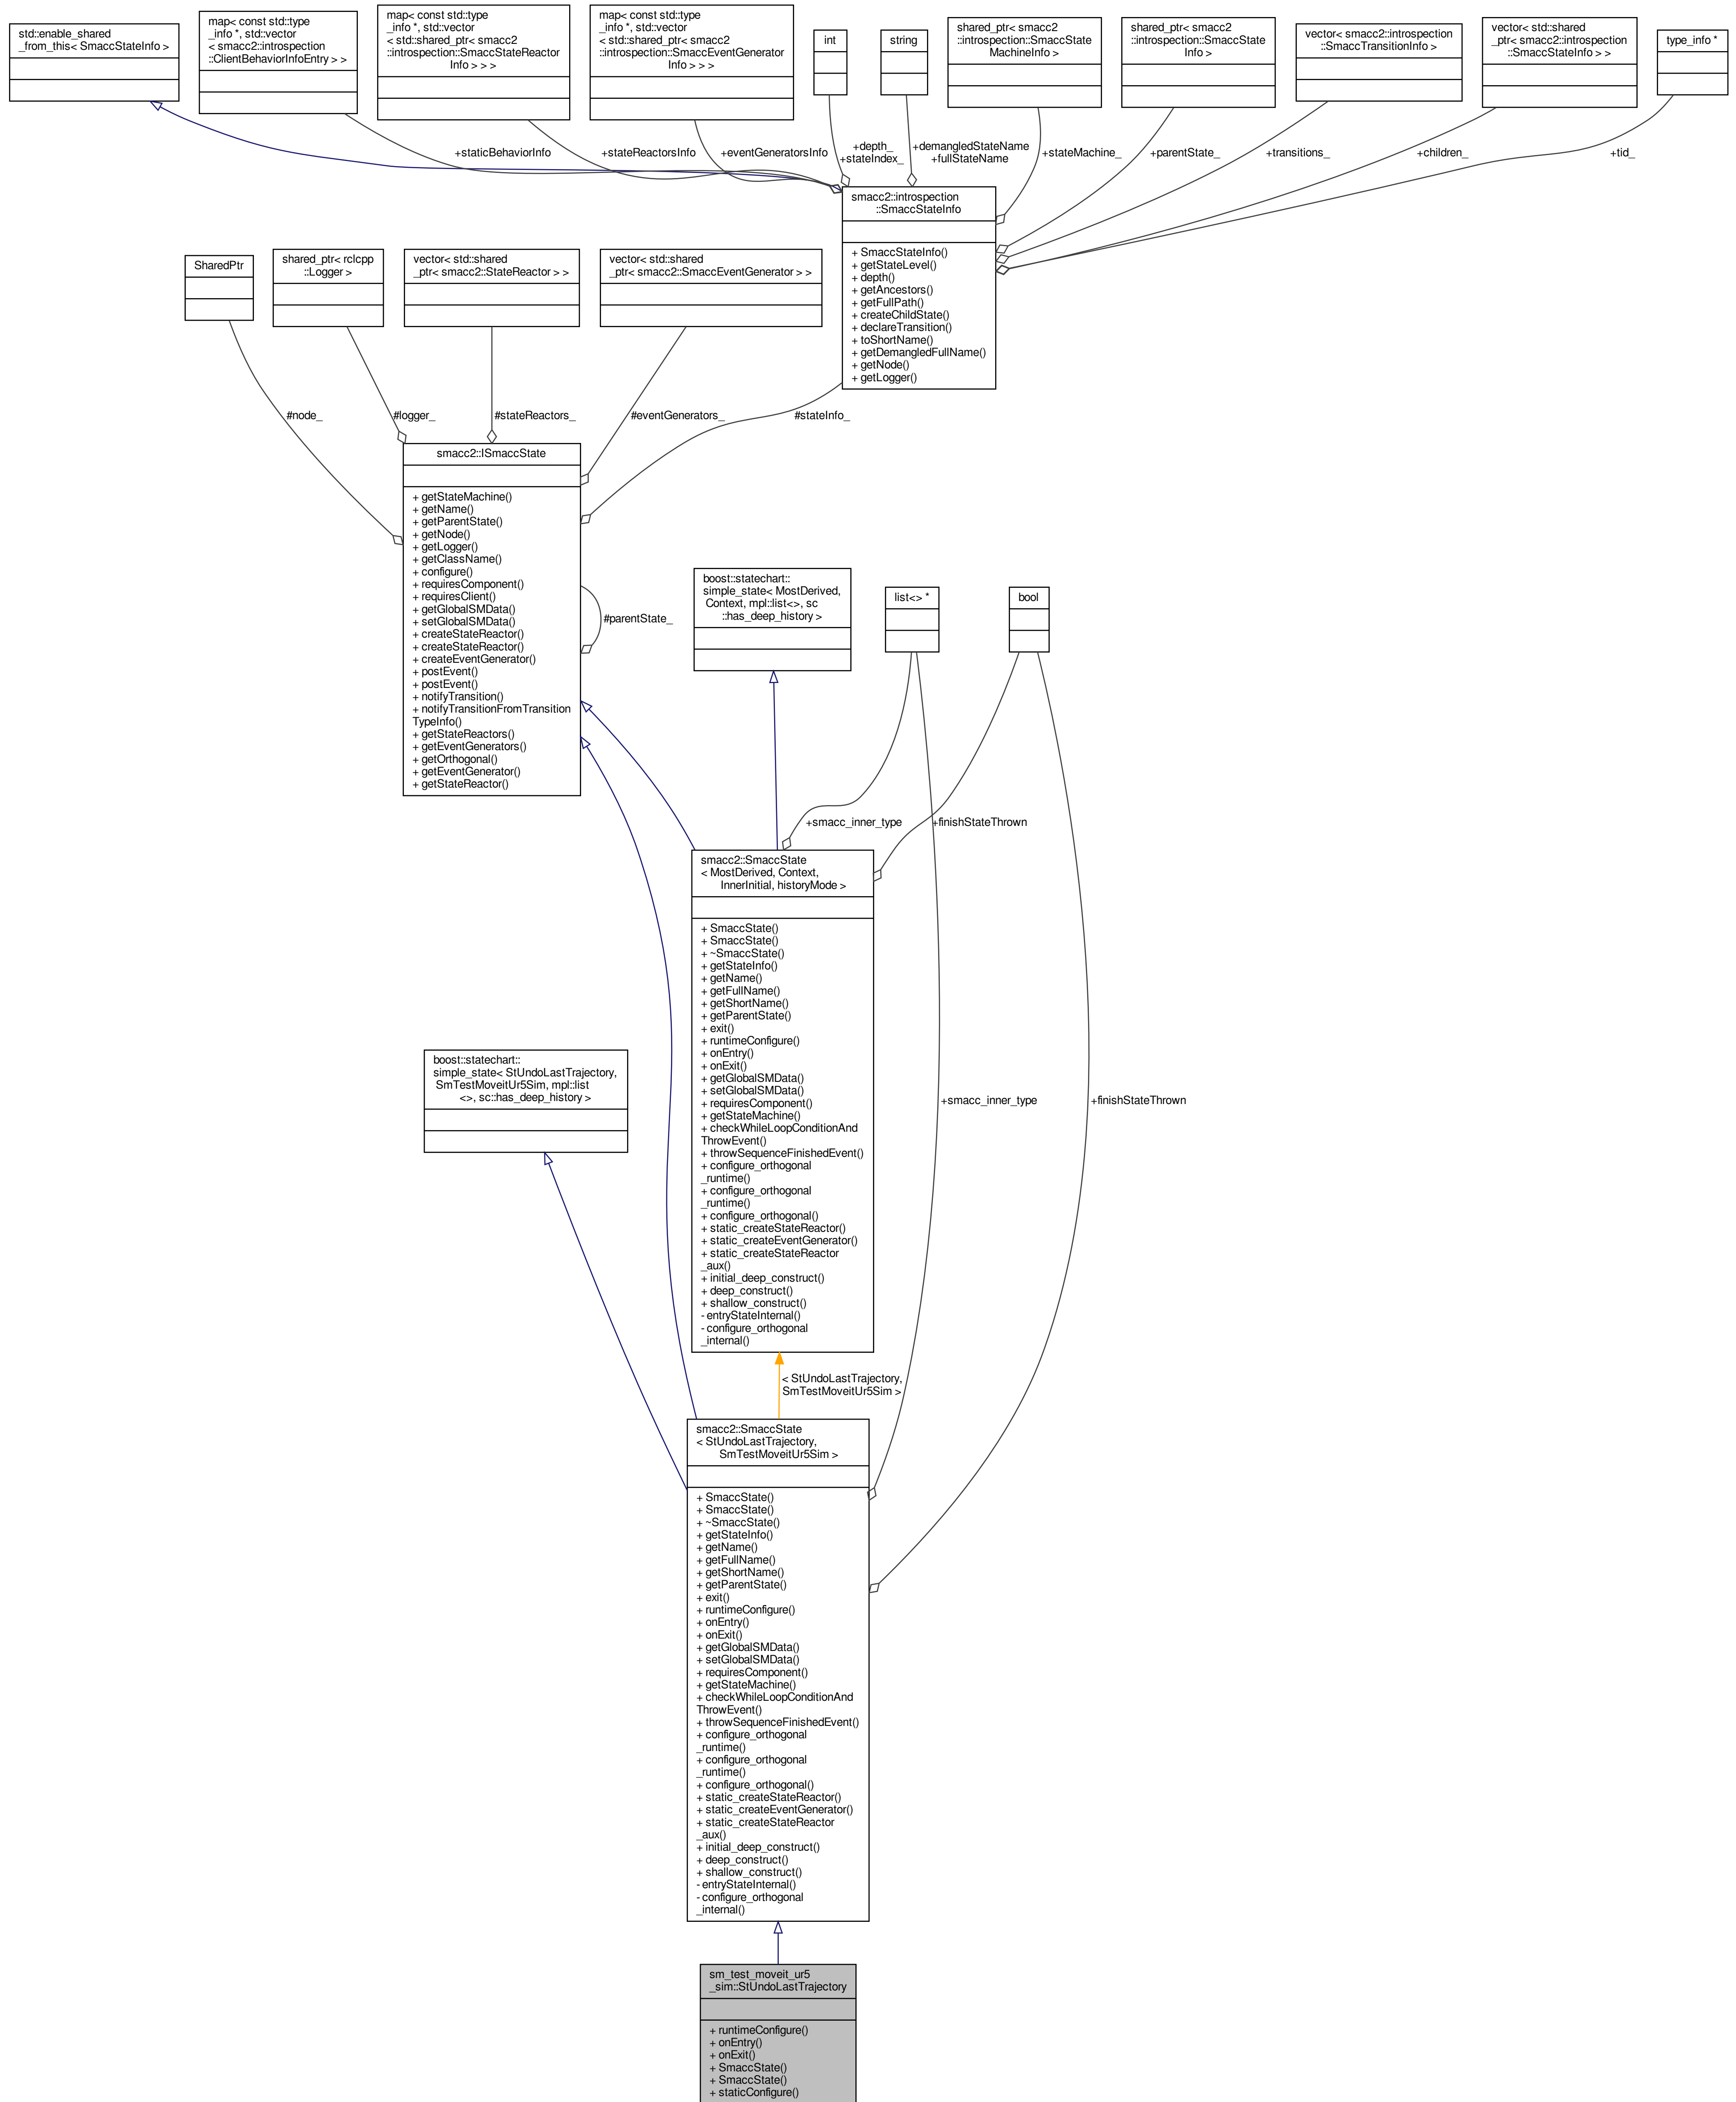 std::enable_shared
_from_this< SmaccStateInfo >
map< const std::type
_info *, std::vector
< smacc2::introspection
::ClientBehaviorInfoEntry > >
map< const std::type
_info *, std::vector
< std::shared_ptr< smacc2
::introspection::SmaccStateReactor
Info > > >
map< const std::type
_info *, std::vector
< std::shared_ptr< smacc2
::introspection::SmaccEventGenerator
Info > > >
int
string
shared_ptr< smacc2
::introspection::SmaccState
MachineInfo >
shared_ptr< smacc2
::introspection::SmaccState
Info >
vector< smacc2::introspection
::SmaccTransitionInfo >
vector< std::shared
_ptr< smacc2::introspection
::SmaccStateInfo > >
type_info *
+staticBehaviorInfo
+stateReactorsInfo
+eventGeneratorsInfo
+depth_
+stateIndex_
+demangledStateName
+fullStateName
+stateMachine_
+parentState_
+transitions_
+children_
+tid_
smacc2::introspection
::SmaccStateInfo
+ SmaccStateInfo()
+ getStateLevel()
+ depth()
+ getAncestors()
+ getFullPath()
+ createChildState()
+ declareTransition()
+ toShortName()
+ getDemangledFullName()
+ getNode()
+ getLogger()
SharedPtr
shared_ptr< rclcpp
::Logger >
vector< std::shared
_ptr< smacc2::StateReactor > >
vector< std::shared
_ptr< smacc2::SmaccEventGenerator > >
#node_
#logger_
#stateReactors_
#eventGenerators_
#stateInfo_
smacc2::ISmaccState
+ getStateMachine()
+ getName()
+ getParentState()
+ getNode()
+ getLogger()
+ getClassName()
+ configure()
+ requiresComponent()
+ requiresClient()
+ getGlobalSMData()
+ setGlobalSMData()
+ createStateReactor()
+ createStateReactor()
+ createEventGenerator()
+ postEvent()
+ postEvent()
+ notifyTransition()
+ notifyTransitionFromTransition
TypeInfo()
+ getStateReactors()
+ getEventGenerators()
+ getOrthogonal()
+ getEventGenerator()
+ getStateReactor()
#parentState_
boost::statechart::
simple_state< MostDerived,
Context, mpl::list<>, sc
::has_deep_history >
list<> *
bool
+smacc_inner_type
+finishStateThrown
smacc2::SmaccState
< MostDerived, Context,
InnerInitial, historyMode >
+ SmaccState()
+ SmaccState()
+ ~SmaccState()
+ getStateInfo()
+ getName()
+ getFullName()
+ getShortName()
+ getParentState()
+ exit()
+ runtimeConfigure()
+ onEntry()
+ onExit()
+ getGlobalSMData()
+ setGlobalSMData()
+ requiresComponent()
+ getStateMachine()
+ checkWhileLoopConditionAnd
ThrowEvent()
+ throwSequenceFinishedEvent()
+ configure_orthogonal
_runtime()
+ configure_orthogonal
_runtime()
+ configure_orthogonal()
+ static_createStateReactor()
+ static_createEventGenerator()
+ static_createStateReactor
_aux()
+ initial_deep_construct()
+ deep_construct()
+ shallow_construct()
- entryStateInternal()
- configure_orthogonal
_internal()
boost::statechart::
simple_state< StUndoLastTrajectory,
SmTestMoveitUr5Sim, mpl::list
<>, sc::has_deep_history >
+smacc_inner_type
+finishStateThrown
< StUndoLastTrajectory,
SmTestMoveitUr5Sim >
smacc2::SmaccState
< StUndoLastTrajectory,
SmTestMoveitUr5Sim >
+ SmaccState()
+ SmaccState()
+ ~SmaccState()
+ getStateInfo()
+ getName()
+ getFullName()
+ getShortName()
+ getParentState()
+ exit()
+ runtimeConfigure()
+ onEntry()
+ onExit()
+ getGlobalSMData()
+ setGlobalSMData()
+ requiresComponent()
+ getStateMachine()
+ checkWhileLoopConditionAnd
ThrowEvent()
+ throwSequenceFinishedEvent()
+ configure_orthogonal
_runtime()
+ configure_orthogonal
_runtime()
+ configure_orthogonal()
+ static_createStateReactor()
+ static_createEventGenerator()
+ static_createStateReactor
_aux()
+ initial_deep_construct()
+ deep_construct()
+ shallow_construct()
- entryStateInternal()
- configure_orthogonal
_internal()
sm_test_moveit_ur5
_sim::StUndoLastTrajectory
+ runtimeConfigure()
+ onEntry()
+ onExit()
+ SmaccState()
+ SmaccState()
+ staticConfigure()